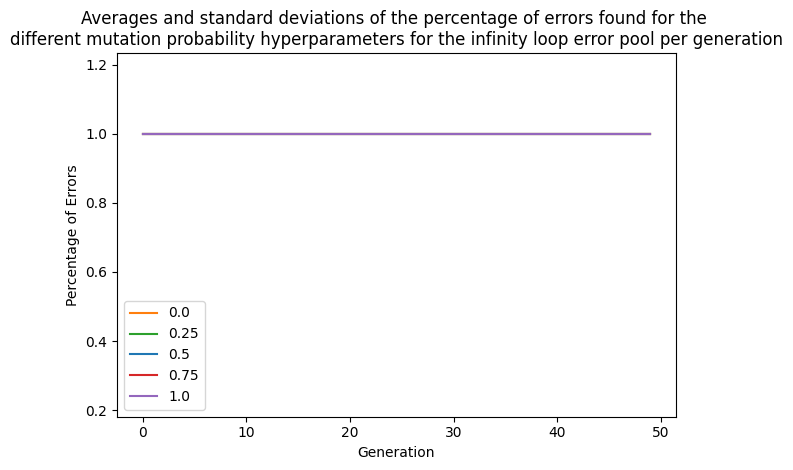 Averages and standard deviations of the percentage of errors found for the
different mutation probability hyperparameters for the infinity loop error pool per generation
1.2
1.0
0.8
0.6
0.4
0.2
Percentage of Errors
0.0
0.25
0.5
0.75
1.0
0 10 20 30 40 50
Generation